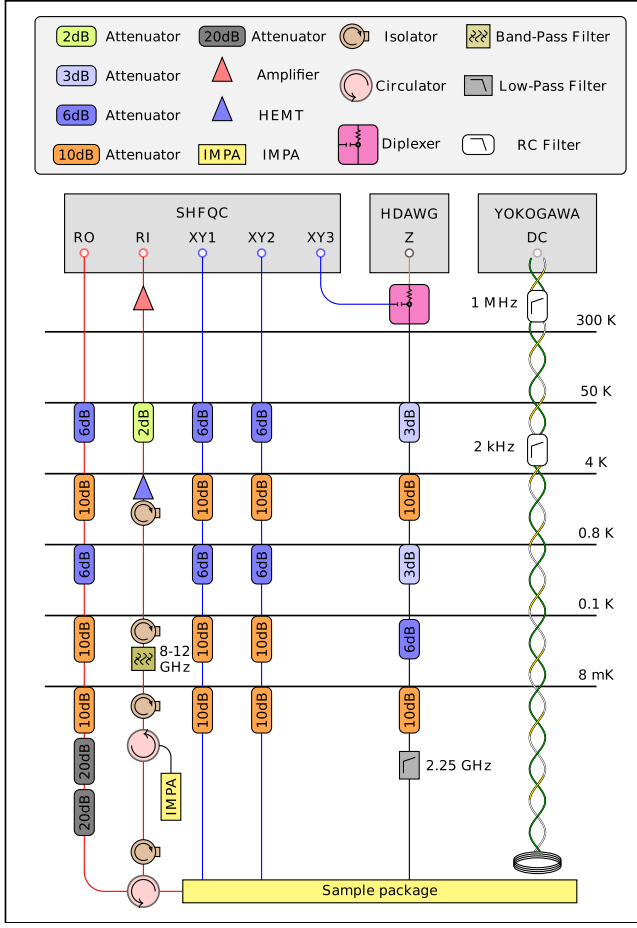 2dB Attenuator 20dB Attenuator Isolator Band-Pass Filter
3dB Attenuator Amplifier Circulator Low-Pass Filter
6dB Attenuator HEMT
10dB Attenuator IMPA IMPA Diplexer RC Filter
SHFQC HDAWG YOKOGAWA
RO RI XY1 XY2 XY3 Z DC
1 MHz
300 K
50 K
6dB 2dB 6dB 6dB 3dB
2 kHz
4 K
10dB 10dB 10dB 10dB
0.8 K
6dB 6dB 6dB 3dB
0.1 K
10dB 10dB 10dB 6dB
8-12
GHz
8 mK
10dB 10dB 10dB 10dB
20dB
2.25 GHz
IMPA
20dB
Sample package